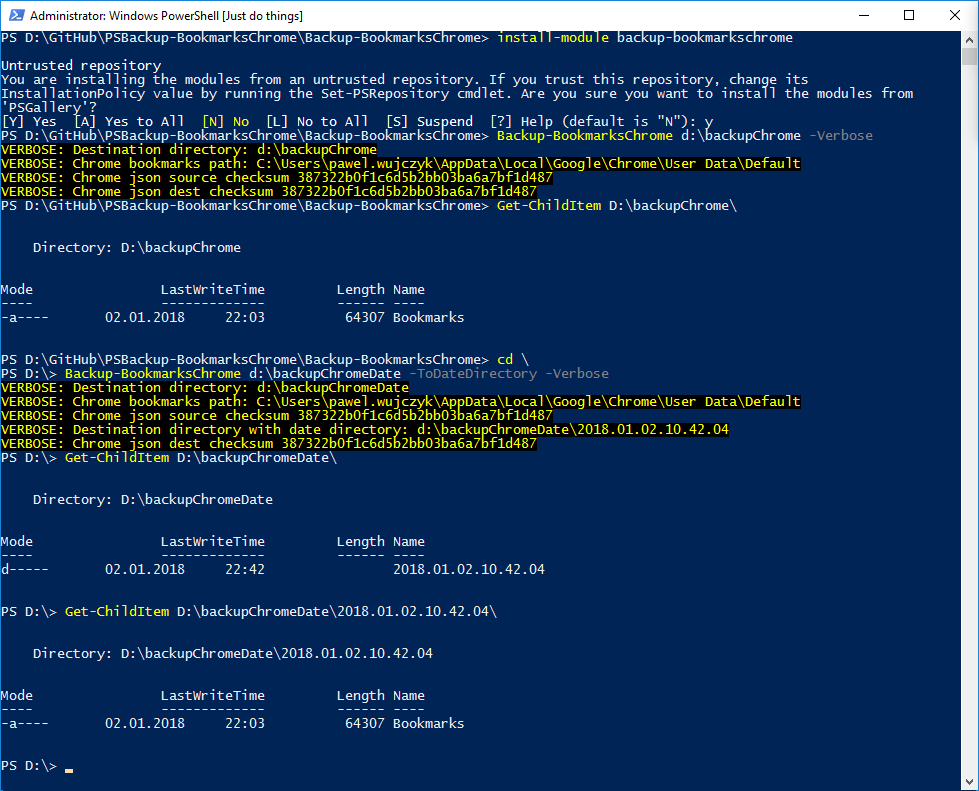 Administrator: Windows PowerShell [Just do things]
PS D:\GitHub\PSBackup-BookmarksChrome\Backup-BookmarksChrome> install-module backup-bookmarkschrome
Untrusted repository
You are installing the modules from an untrusted repository. If you trust this repository, change its
InstallationPolicy value by running the Set-PSRepository cmdlet. Are you sure you want to install the modules from
'PSGallery'?
[Y] Yes  [A] Yes to All  [N] No  [L] No to All  [S] Suspend  [?] Help (default is "N"): y
PS D:\GitHub\PSBackup-BookmarksChrome\Backup-BookmarksChrome> Backup-BookmarksChrome d:\backupChrome -Verbose
VERBOSE: Destination directory: d:\backupChrome
VERBOSE: Chrome bookmarks path: C:\Users\pawel.wujczyk\AppData\Local\Google\Chrome\User Data\Default
VERBOSE: Chrome json source checksum 387322b0f1c6d5b2bb03ba6a7bf1d487
VERBOSE: Chrome json dest checksum 387322b0f1c6d5b2bb03ba6a7bf1d487
PS D:\GitHub\PSBackup-BookmarksChrome\Backup-BookmarksChrome> Get-ChildItem D:\backupChrome\
    Directory: D:\backupChrome
Mode                LastWriteTime         Length Name
----                -------------         ------ ----
-a----       02.01.2018     22:03          64307 Bookmarks
PS D:\GitHub\PSBackup-BookmarksChrome\Backup-BookmarksChrome> cd \
PS D:\> Backup-BookmarksChrome d:\backupChromeDate -ToDateDirectory -Verbose
VERBOSE: Destination directory: d:\backupChromeDate
VERBOSE: Chrome bookmarks path: C:\Users\pawel.wujczyk\AppData\Local\Google\Chrome\User Data\Default
VERBOSE: Chrome json source checksum 387322b0f1c6d5b2bb03ba6a7bf1d487
VERBOSE: Destination directory with date directory: d:\backupChromeDate\2018.01.02.10.42.04
VERBOSE: Chrome json dest checksum 387322b0f1c6d5b2bb03ba6a7bf1d487
PS D:\> Get-ChildItem D:\backupChromeDate\
    Directory: D:\backupChromeDate
Mode                LastWriteTime         Length Name
----                -------------         ------ ----
d-----       02.01.2018     22:42                2018.01.02.10.42.04
PS D:\> Get-ChildItem D:\backupChromeDate\2018.01.02.10.42.04\
    Directory: D:\backupChromeDate\2018.01.02.10.42.04
Mode                LastWriteTime         Length Name
----                -------------         ------ ----
-a----       02.01.2018     22:03          64307 Bookmarks
PS D:\>